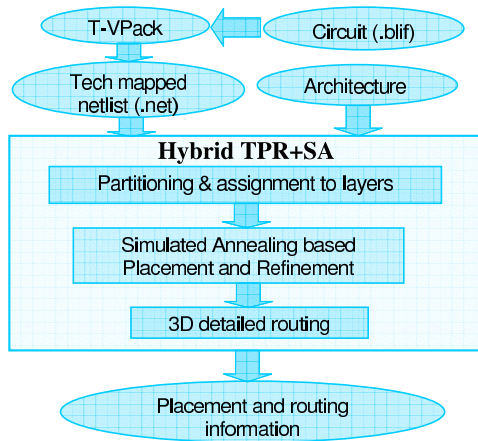 T-VPack
Circuit (.blif)
Tech mapped
netlist (.net)
Architecture
Hybrid TPR+SA
Partitioning & assignment to layers
Simulated Annealing based
Placement and Refinement
3D detailed routing
Placement and routing
information